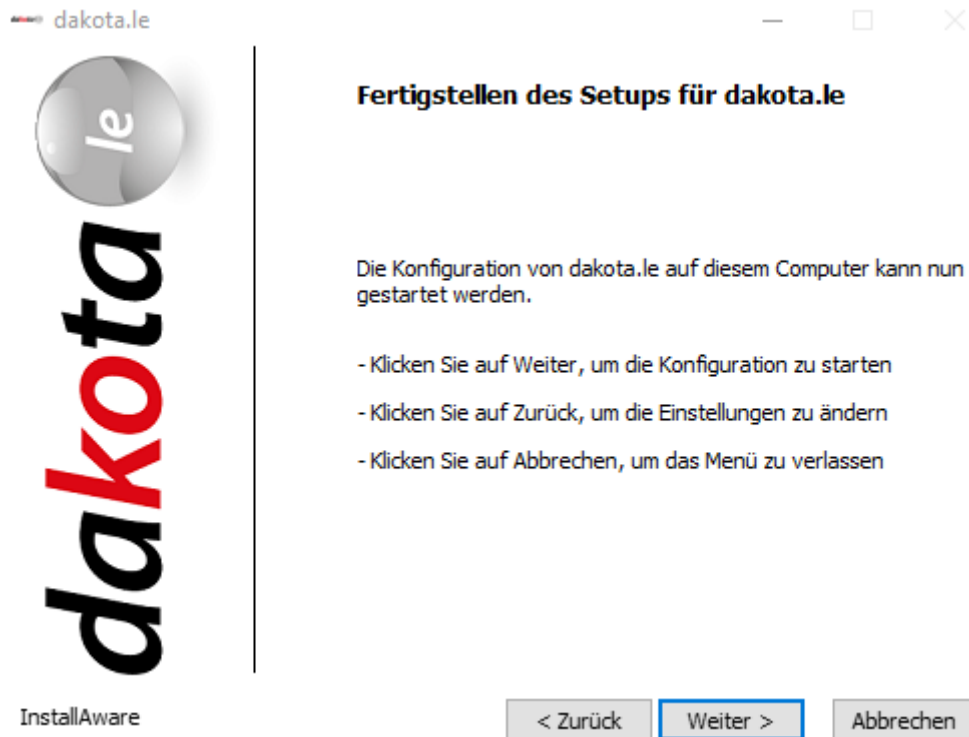 dakota.le
dakota le
Fertigstellen des Setups für dakota.le
Die Konfiguration von dakota.le auf diesem Computer kann nun
gestartet werden.
- Klicken Sie auf Weiter, um die Konfiguration zu starten
- Klicken Sie auf Zurück, um die Einstellungen zu ändern
- Klicken Sie auf Abbrechen, um das Menü zu verlassen
InstallAware
< Zurück
Weiter >
Abbrechen